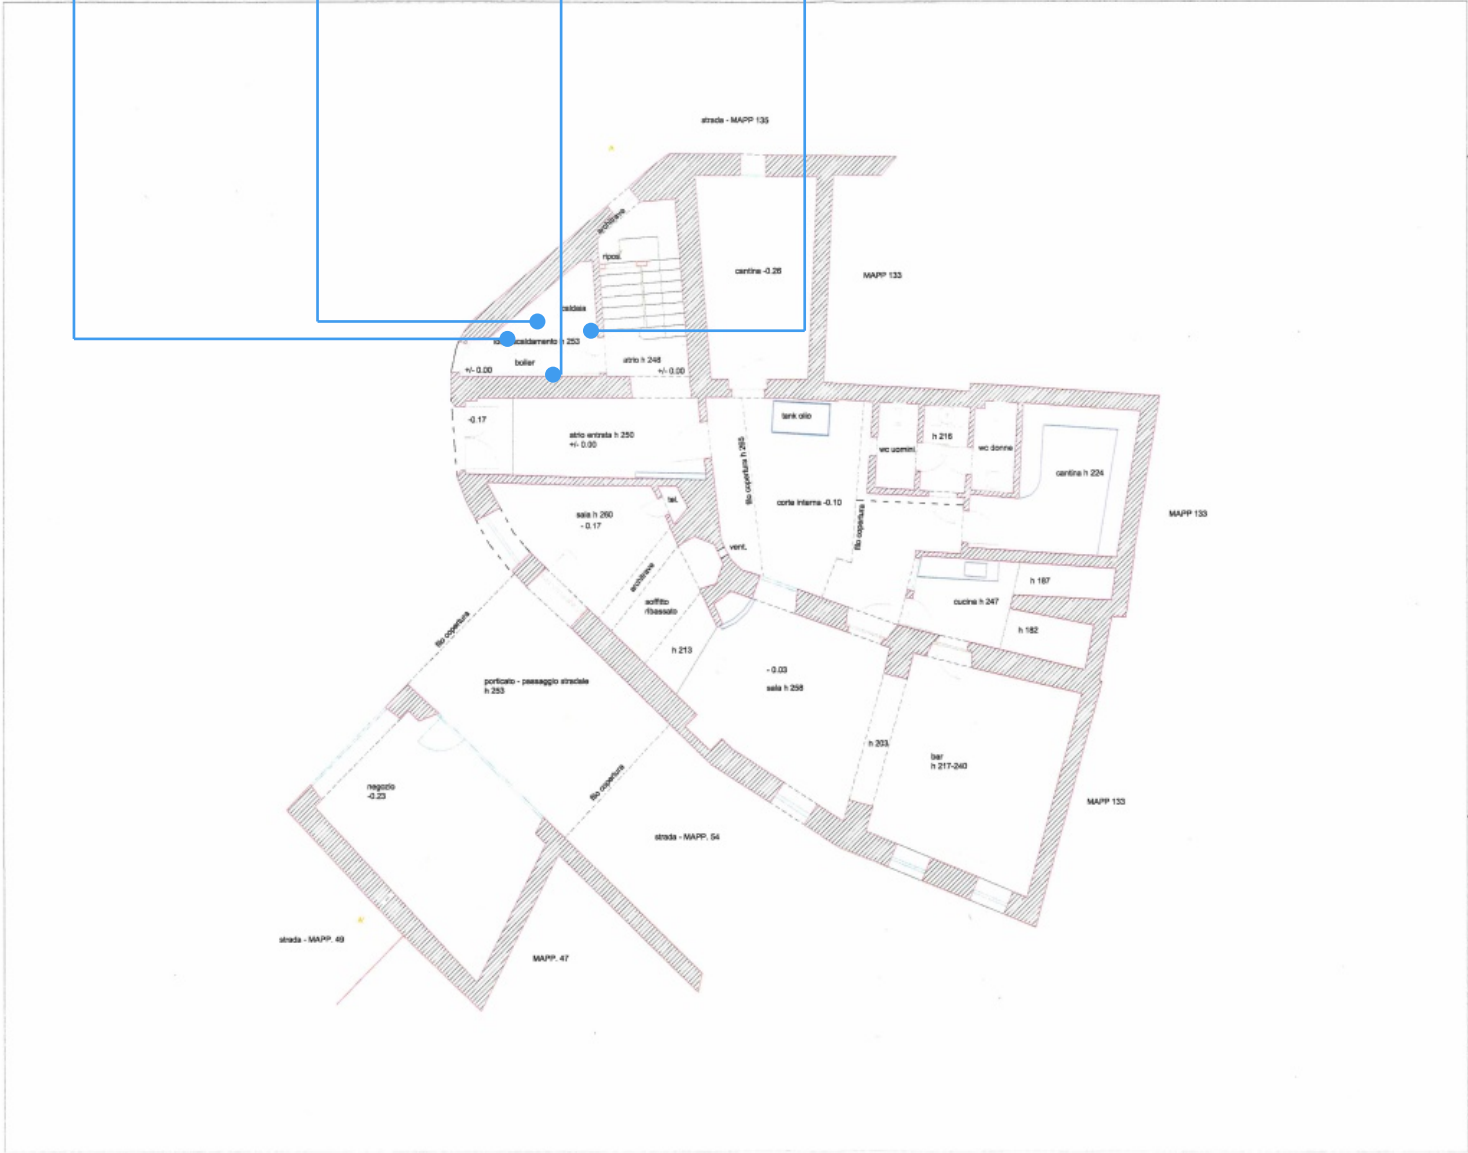 strada - MAPP 135
architrave
ripos.
cantina -0.26
MAPP 133
caldaia
h 253
boiler
+/- 0.00
atrio h 248
+/- 0.00
-0.17
atrio entrata h 250
+/- 0.00
tank olio
filo copertura h 265
wc uomini
h 216
wc donne
cantina h 224
tel.
sala h 260
- 0.17
corte interna -0.10
filo copertura
MAPP 133
vent.
architrave
soffitto
ribassato
cucina h 247
h 187
h 182
filo copertura
h 213
- 0.03
sala h 258
porticato - passaggio stradale
h 253
h 203
bar
h 217-240
negozio
-0.23
filo copertura
MAPP 133
strada - MAPP. 54
strada - MAPP. 49
MAPP. 47